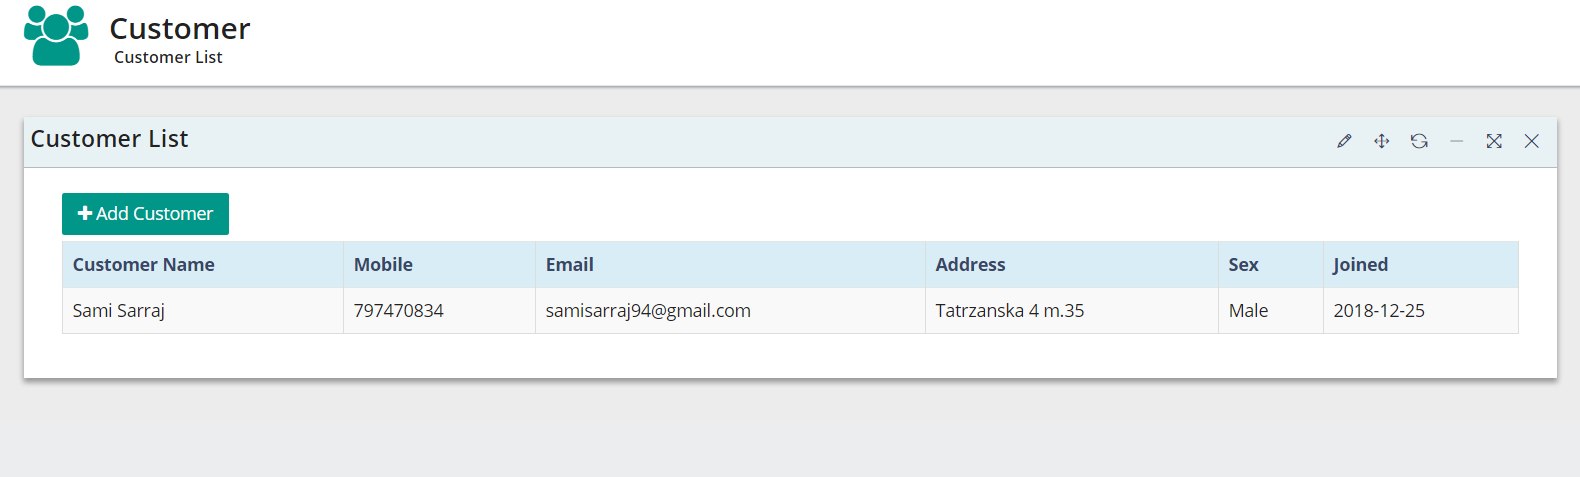 Customer
Customer List
Customer List
Add Customer
Customer Name Mobile Email Address Sex Joined
Sami Sarraj 797470834 samisarraj94@gmail.com Tatrzanska 4 m.35 Male 2018-12-25